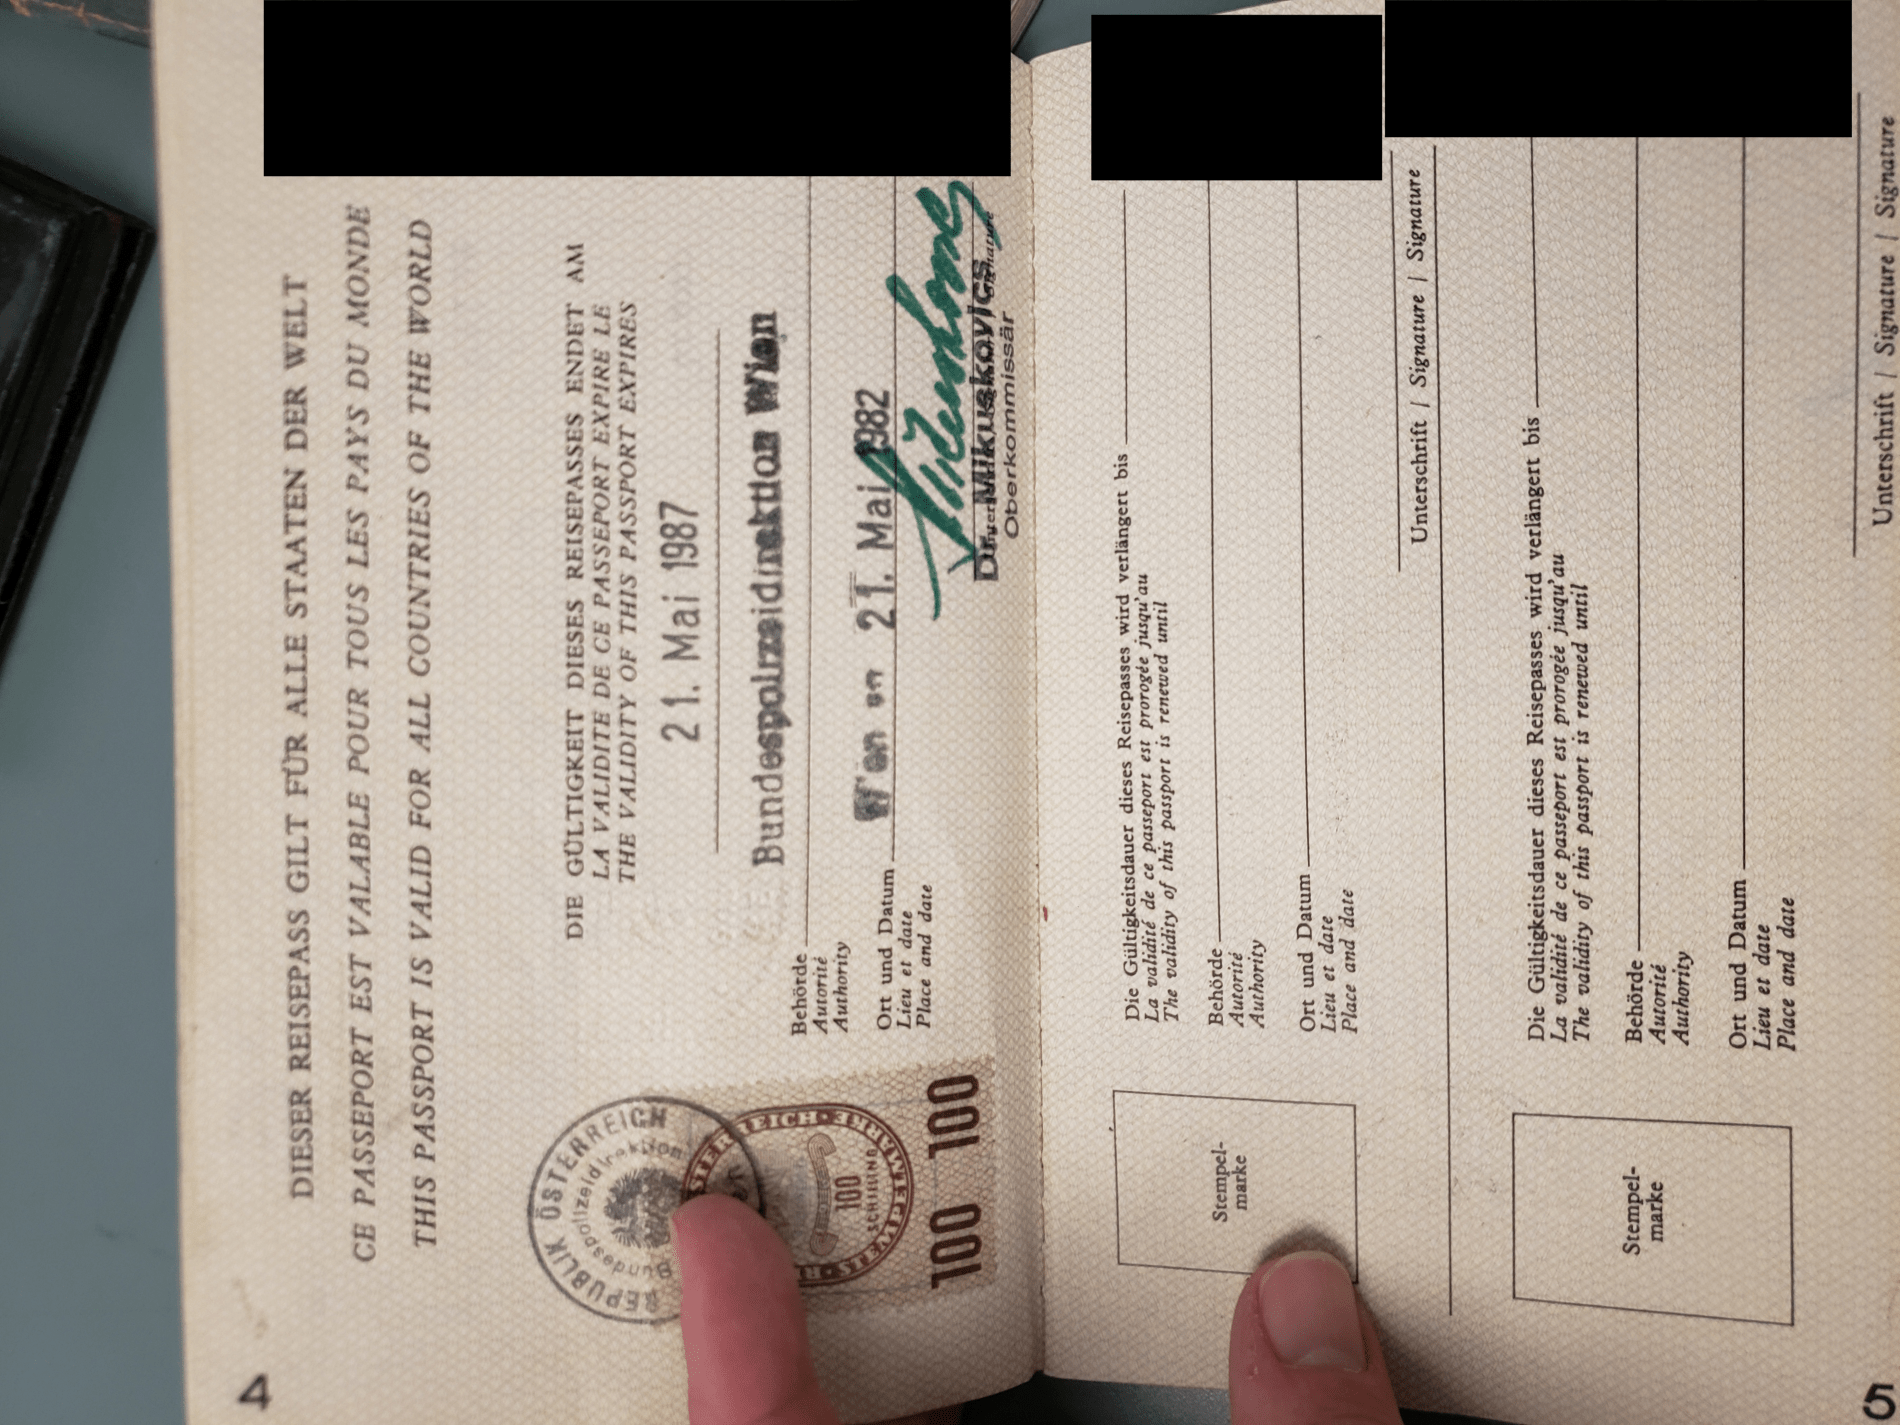 DIESER REISEPASS GILT FÜR ALLE STAATEN DER WELT
CE PASSEPORT EST VALABLE POUR TOUS LES PAYS DU MONDE
THIS PASSPORT IS VALID FOR ALL COUNTRIES OF THE WORLD
DIE GÜLTIGKEIT DIESES REISEPASSES ENDET AM
LA VALIDITE DE CE PASSEPORT EXPIRE LE
THE VALIDITY OF THIS PASSPORT EXPIRES
21. Mai 1987
Bundespolizeidirektion Wien
Behörde
Autorité
Authority
Wien am 21. Mai 1982
Ort und Datum
Lieu et date
Place and date
Dr. Mikuskovics
Signature
Oberkommissär
REPUBLIK ÖSTERREICH
Bundespolizeidirektion
100
SCHILLING
100 100
4
Die Gültigkeitsdauer dieses Reisepasses wird verlängert bis
La validité de ce passeport est prorogée jusqu'au
The validity of this passport is renewed until
Behörde
Autorité
Authority
Ort und Datum
Lieu et date
Place and date
Stempel-
marke
Unterschrift / Signature / Signature
Die Gültigkeitsdauer dieses Reisepasses wird verlängert bis
La validité de ce passeport est prorogée jusqu'au
The validity of this passport is renewed until
Behörde
Autorité
Authority
Ort und Datum
Lieu et date
Place and date
Stempel-
marke
Unterschrift / Signature / Signature
5